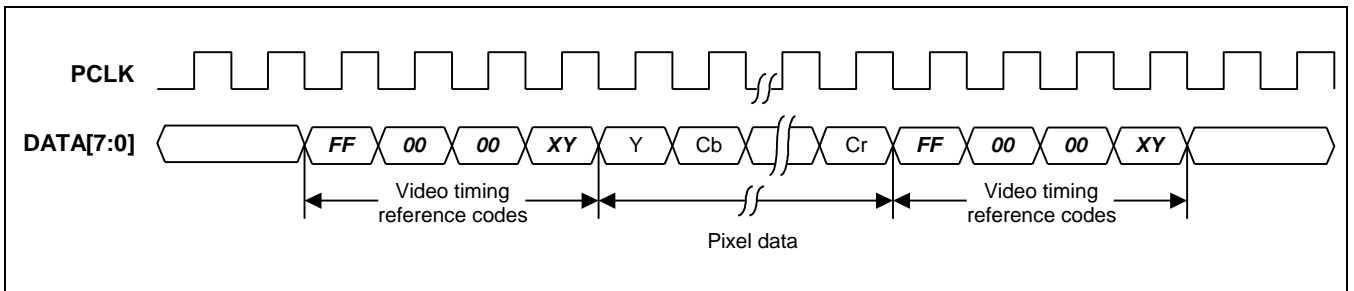 PCLK
DATA[7:0]
FF 00 00 XY Y Cb Cr FF 00 00 XY
Video timing
reference codes
Video timing
reference codes
Pixel data